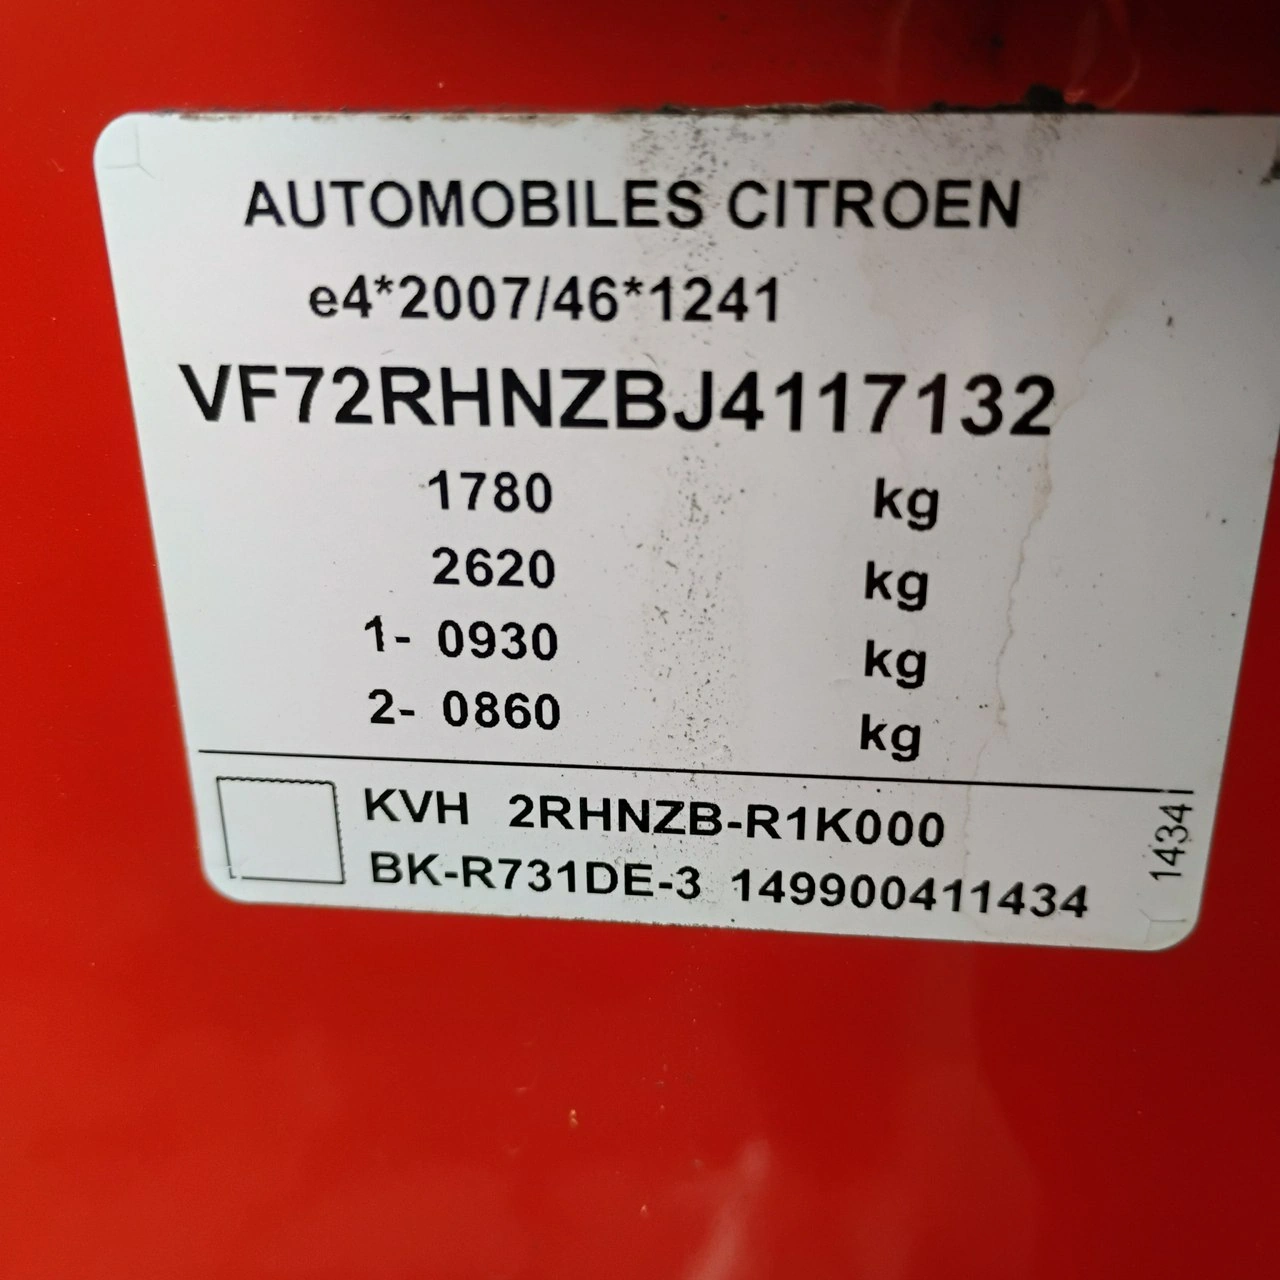 AUTOMOBILES CITROEN
e4*2007/46*1241
VF72RHNZBJ4117132
1780 kg
2620 kg
1- 0930 kg
2- 0860 kg
KVH 2RHNZB-R1K000
BK-R731DE-3 149900411434
1434